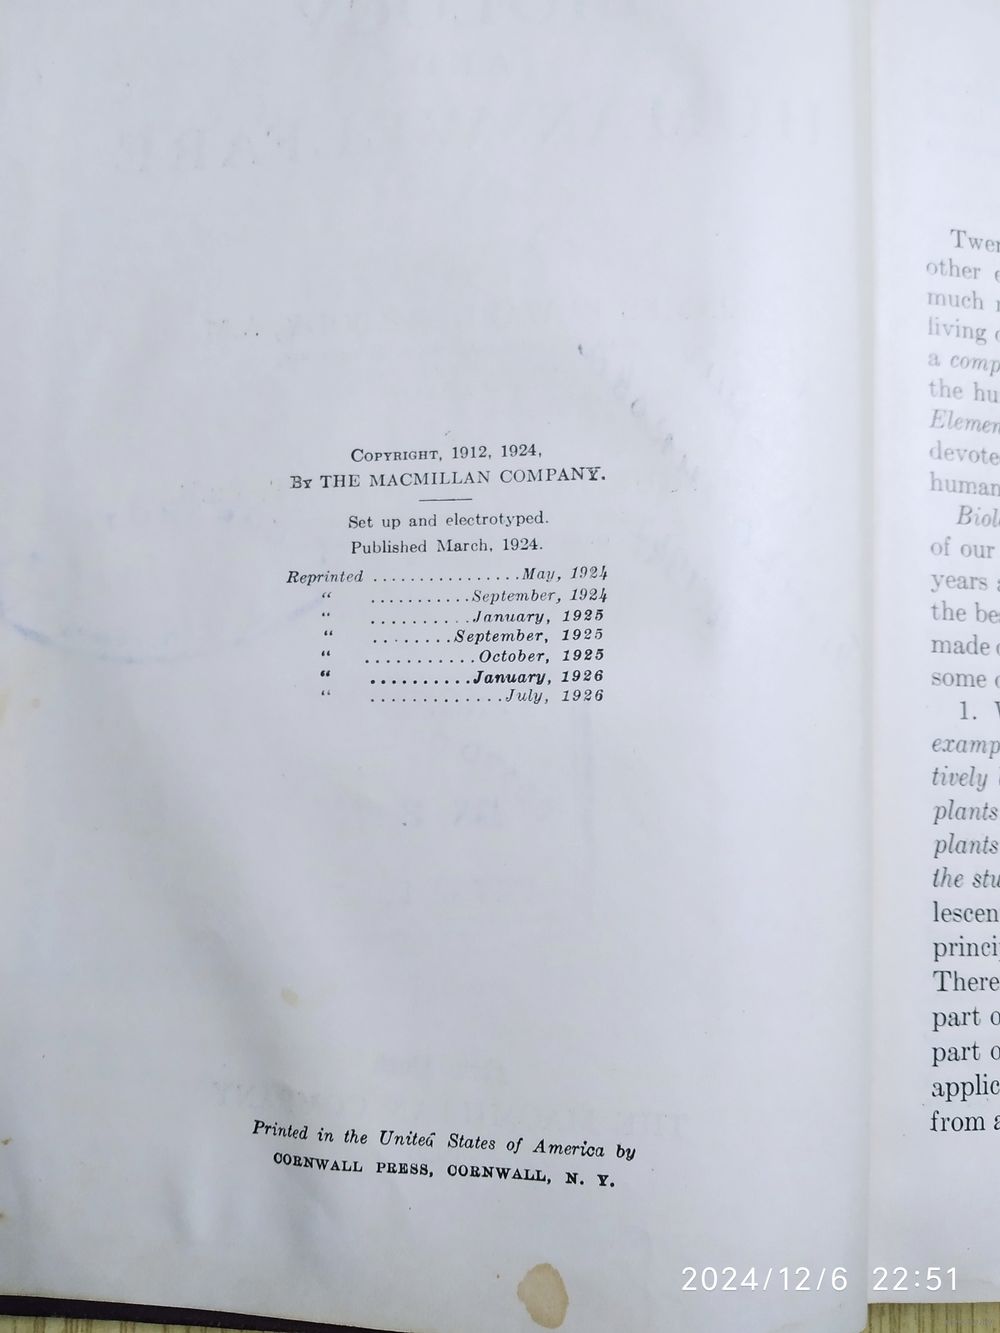 COPYRIGHT, 1912, 1924,
BY THE MACMILLAN COMPANY.
Set up and electrotyped.
Published March, 1924.
Reprinted ................May, 1924
“ ...........September, 1924
“ ...........January, 1925
“ ........September, 1925
“ ............October, 1925
“ ..........January, 1926
“ ..............July, 1926
Printed in the United States of America by
CORNWALL PRESS, CORNWALL, N. Y.
other
much
living
a comp
the hu
Elemen
devote
human
Biol
of our
years a
the be
made
some
1.
examp
tively
plants
plants
the stu
lescen
princi
There
part o
part o
applic
from a
2024/12/6 22:51